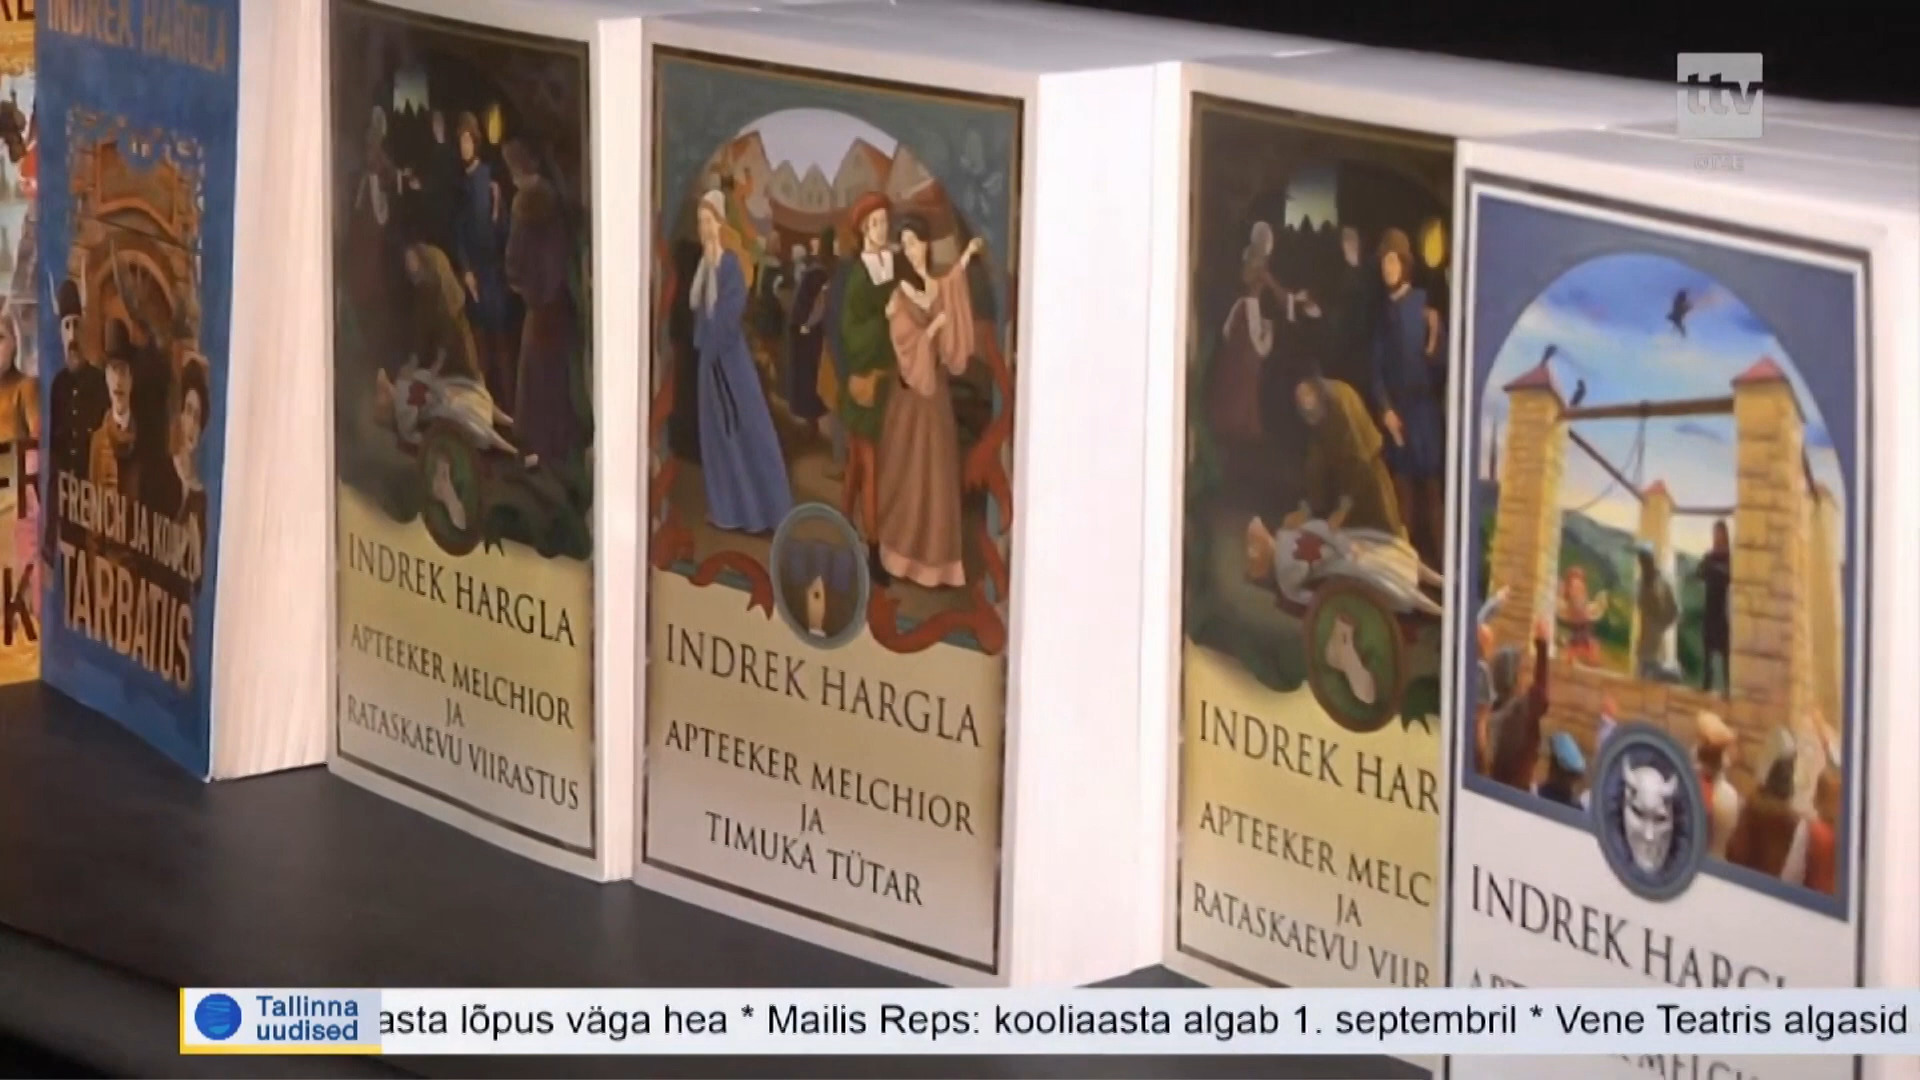 INDREK HARGLA
FRENCH JA KOULU
TARBATUS
INDREK HARGLA
APTEEKER MELCHIOR
JA
RATASKAEVU VIIRASTUS
INDREK HARGLA
APTEEKER MELCHIOR
JA
TIMUKA TÜTAR
INDREK HAR
APTEEKER MELC
JA
RATASKAEVU VIIR
INDREK HARGL
ttv
Tallinna
uudised
asta lõpus väga hea * Mailis Reps: kooliaasta algab 1. septembril * Vene Teatris algasid